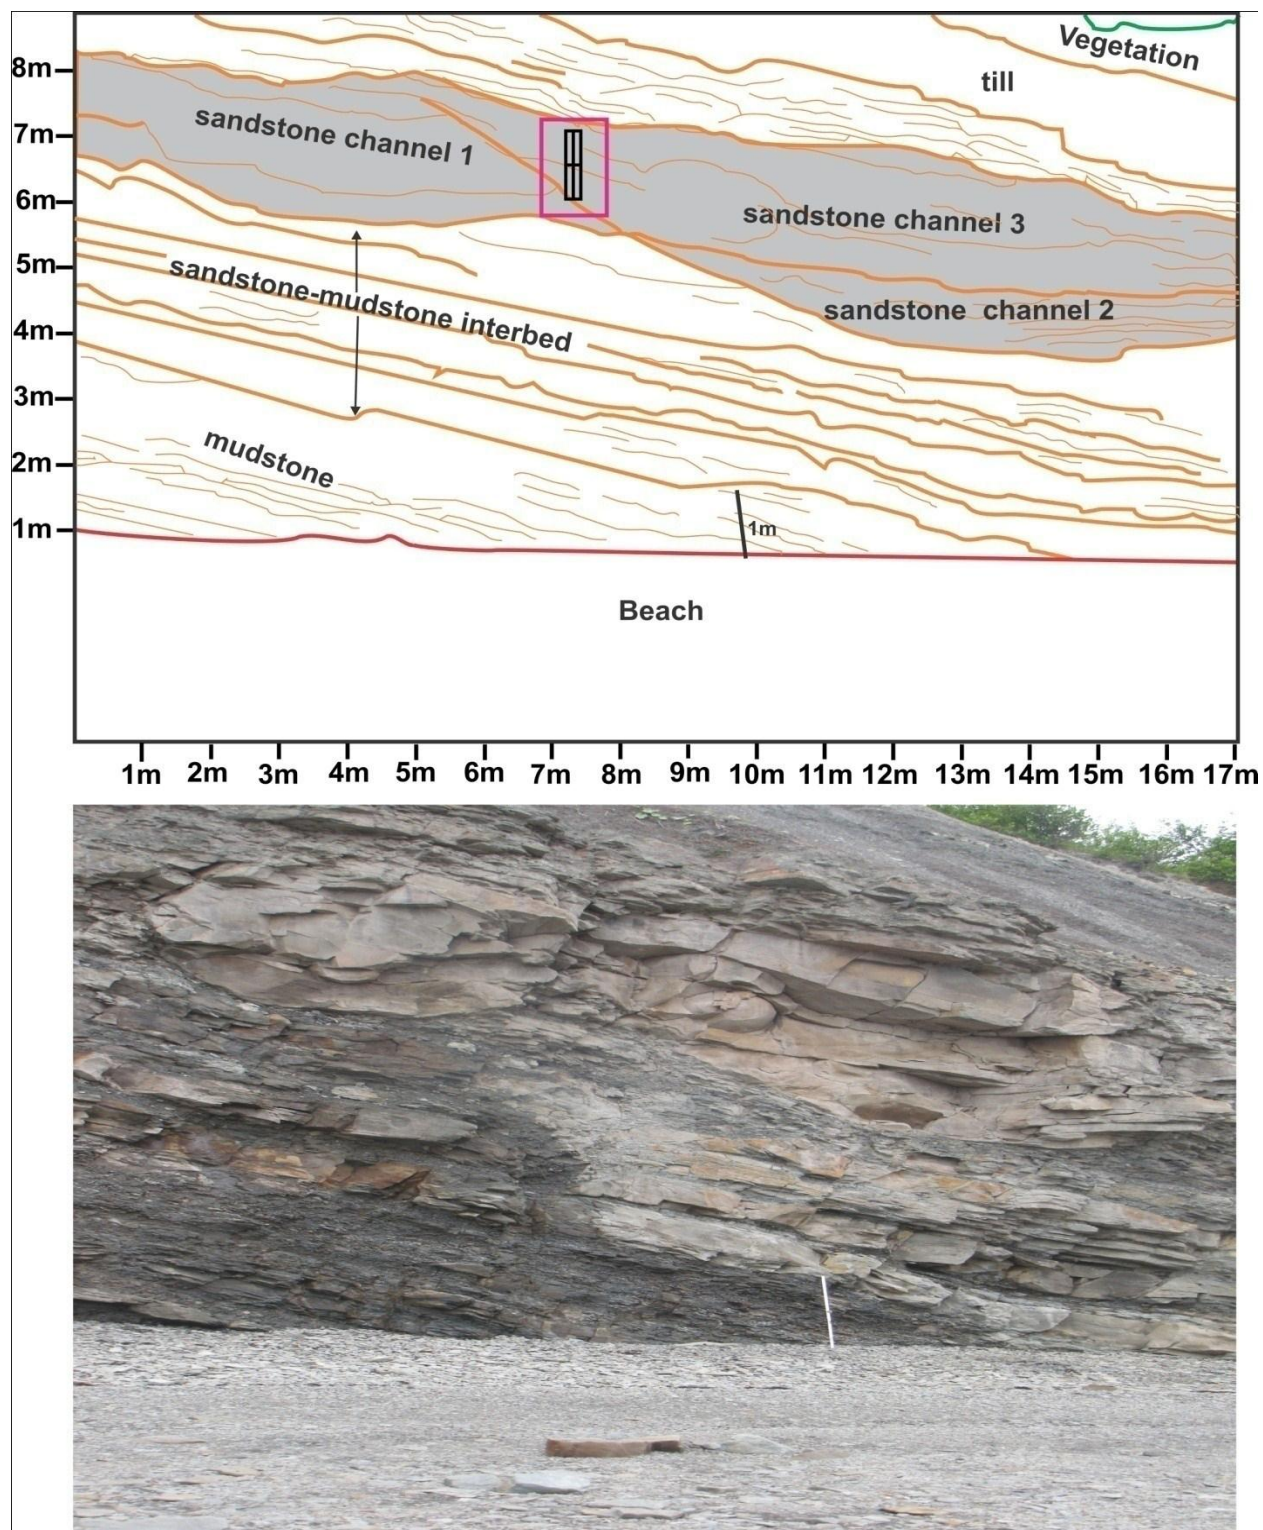 Vegetation
till
8m
7m
6m
5m
4m
3m
2m
1m
sandstone channel 1
sandstone channel 3
sandstone channel 2
sandstone-mudstone interbed
mudstone
1m
Beach
1m 2m 3m 4m 5m 6m 7m 8m 9m 10m 11m 12m 13m 14m 15m 16m 17m